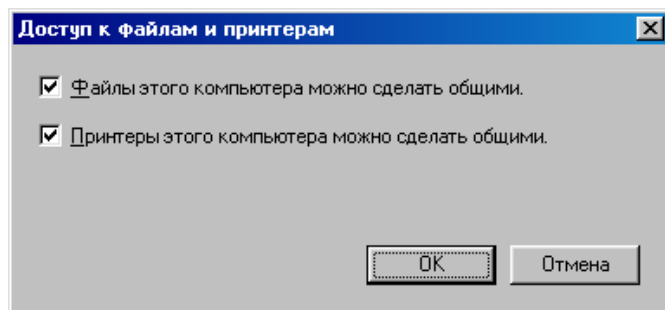 Доступ к файлам и принтерам
Файлы этого компьютера можно сделать общими.
Принтеры этого компьютера можно сделать общими.
OK Отмена